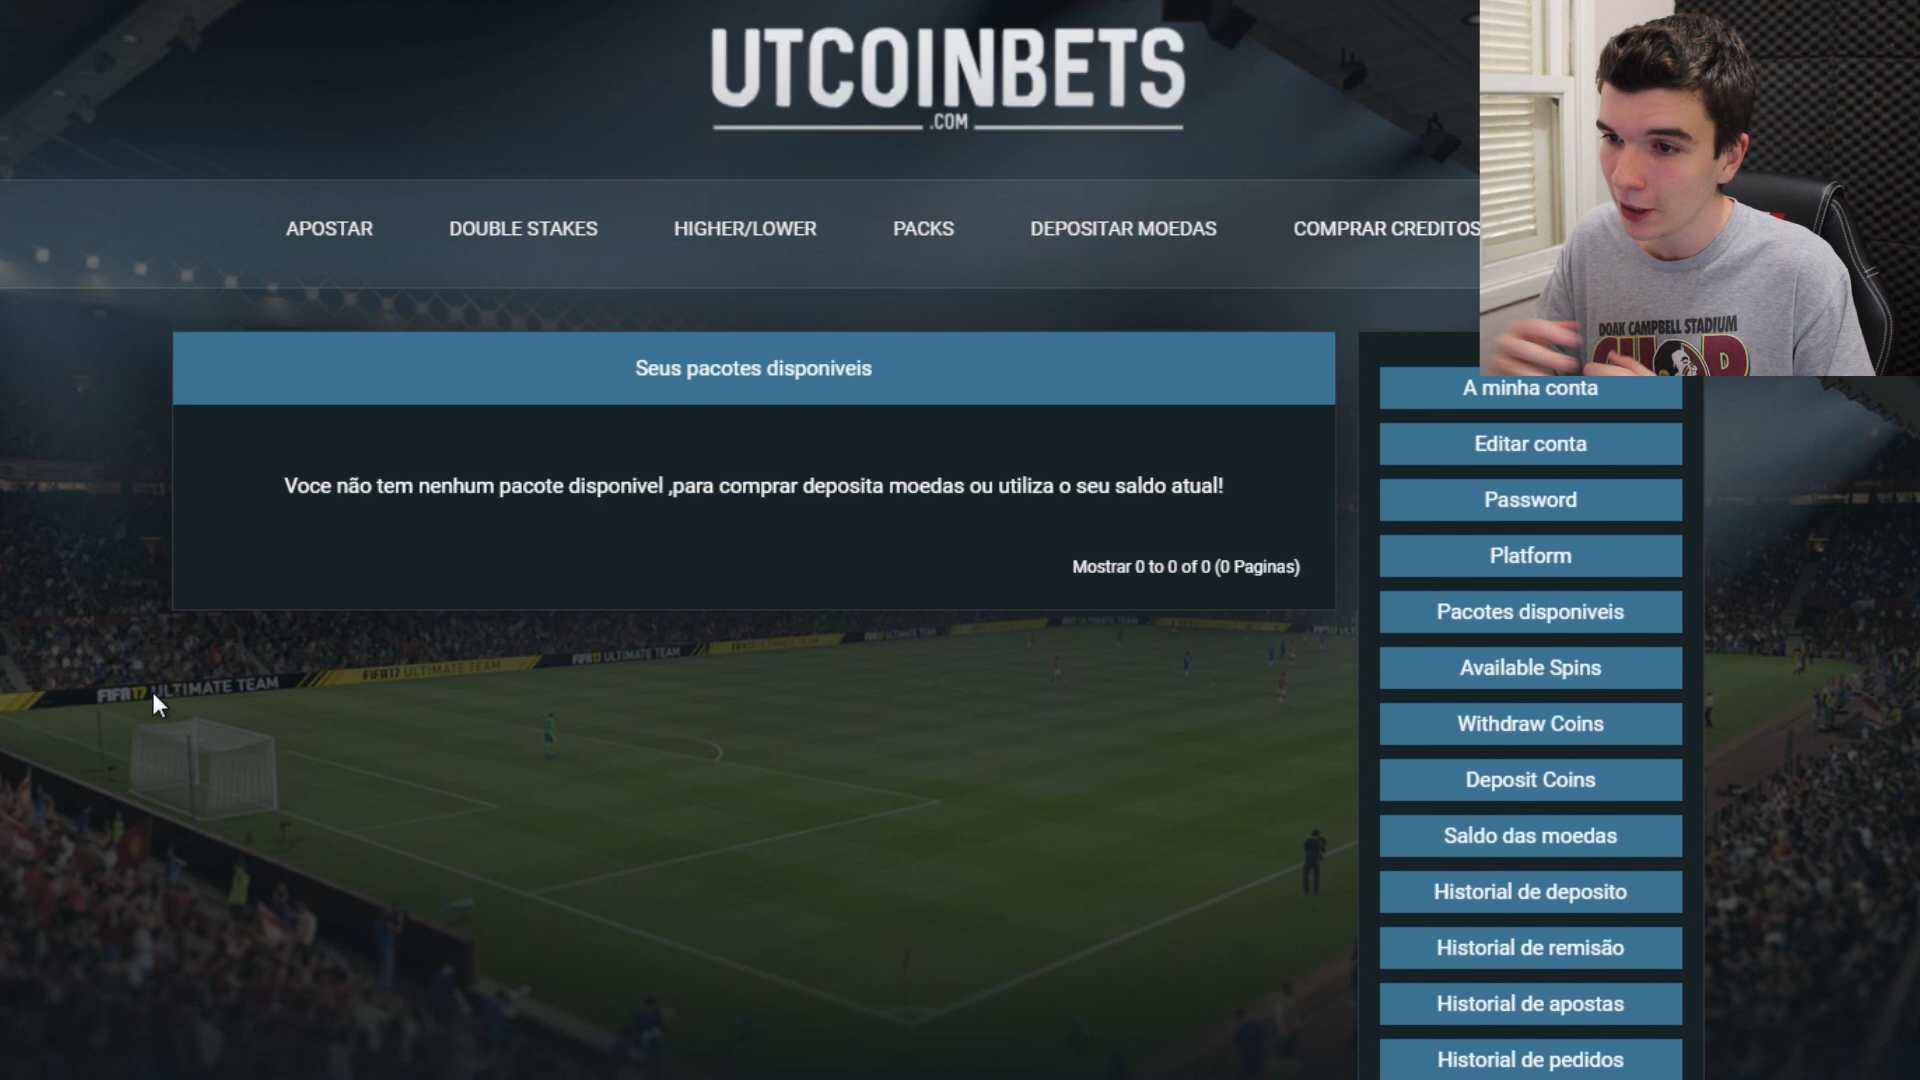 UTCOINBETS
.COM
APOSTAR
DOUBLE STAKES
HIGHER/LOWER
PACKS
DEPOSITAR MOEDAS
COMPRAR CREDITOS
DOAK CAMPBELL STADIUM
Seus pacotes disponiveis
Voce não tem nenhum pacote disponivel ,para comprar deposita moedas ou utiliza o seu saldo atual!
Mostrar 0 to 0 of 0 (0 Paginas)
A minha conta
Editar conta
Password
Platform
Pacotes disponiveis
Available Spins
Withdraw Coins
Deposit Coins
Saldo das moedas
Historial de deposito
Historial de remisão
Historial de apostas
Historial de pedidos
FIFA17 ULTIMATE TEAM
FIFA17 ULTIMATE TEAM
FIFA17 ULTIMATE TEAM